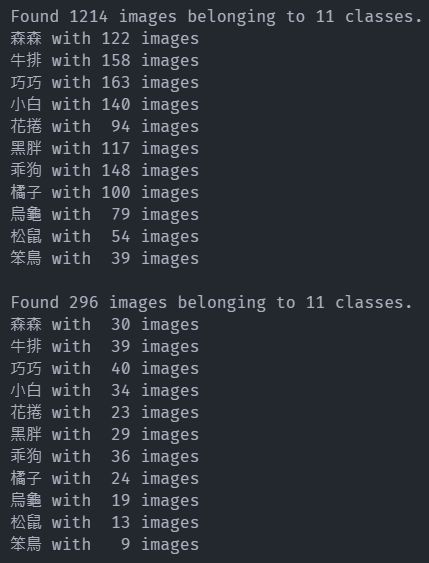 Found 1214 images belonging to 11 classes.
森森 with 122 images
牛排 with 158 images
巧巧 with 163 images
小白 with 140 images
花捲 with  94 images
黑胖 with 117 images
乖狗 with 148 images
橘子 with 100 images
烏龜 with  79 images
松鼠 with  54 images
笨鳥 with  39 images

Found 296 images belonging to 11 classes.
森森 with  30 images
牛排 with  39 images
巧巧 with  40 images
小白 with  34 images
花捲 with  23 images
黑胖 with  29 images
乖狗 with  36 images
橘子 with  24 images
烏龜 with  19 images
松鼠 with  13 images
笨鳥 with   9 images